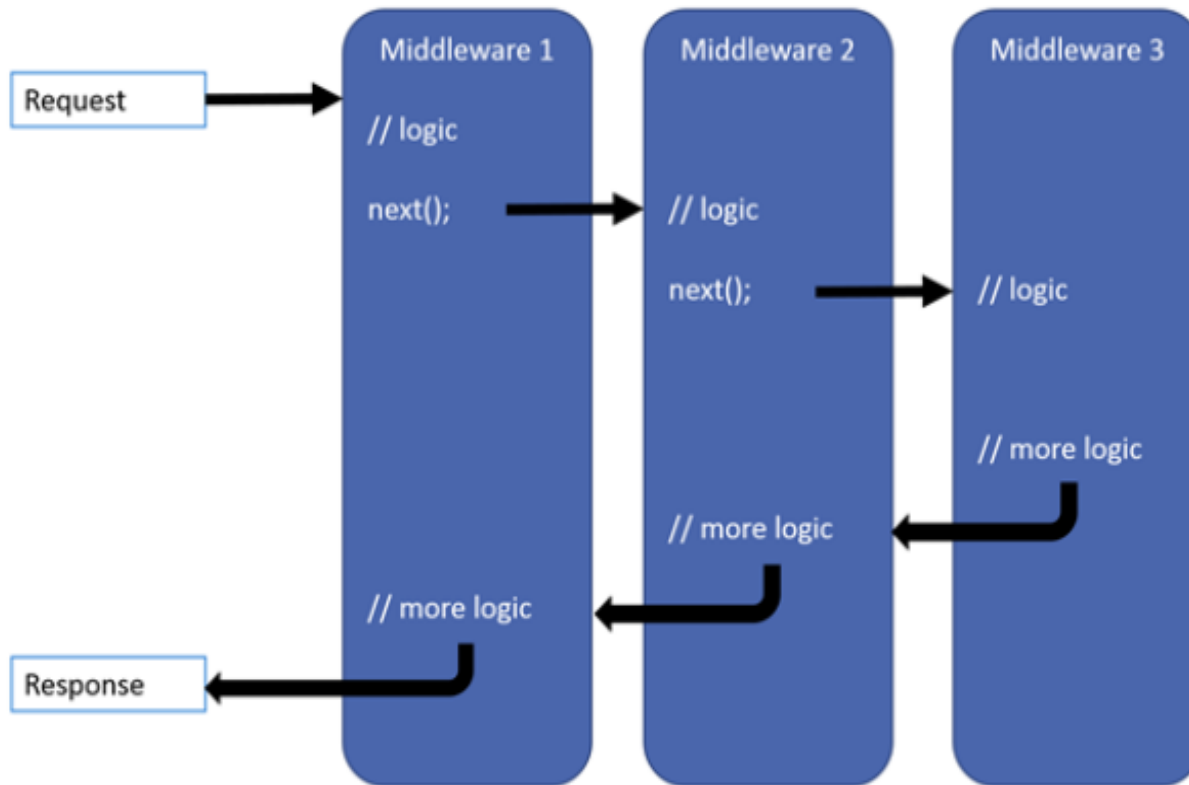 Middleware 1
Middleware 2
Middleware 3
Request
// logic
next();
// logic
next();
// logic
// more logic
// more logic
// more logic
Response